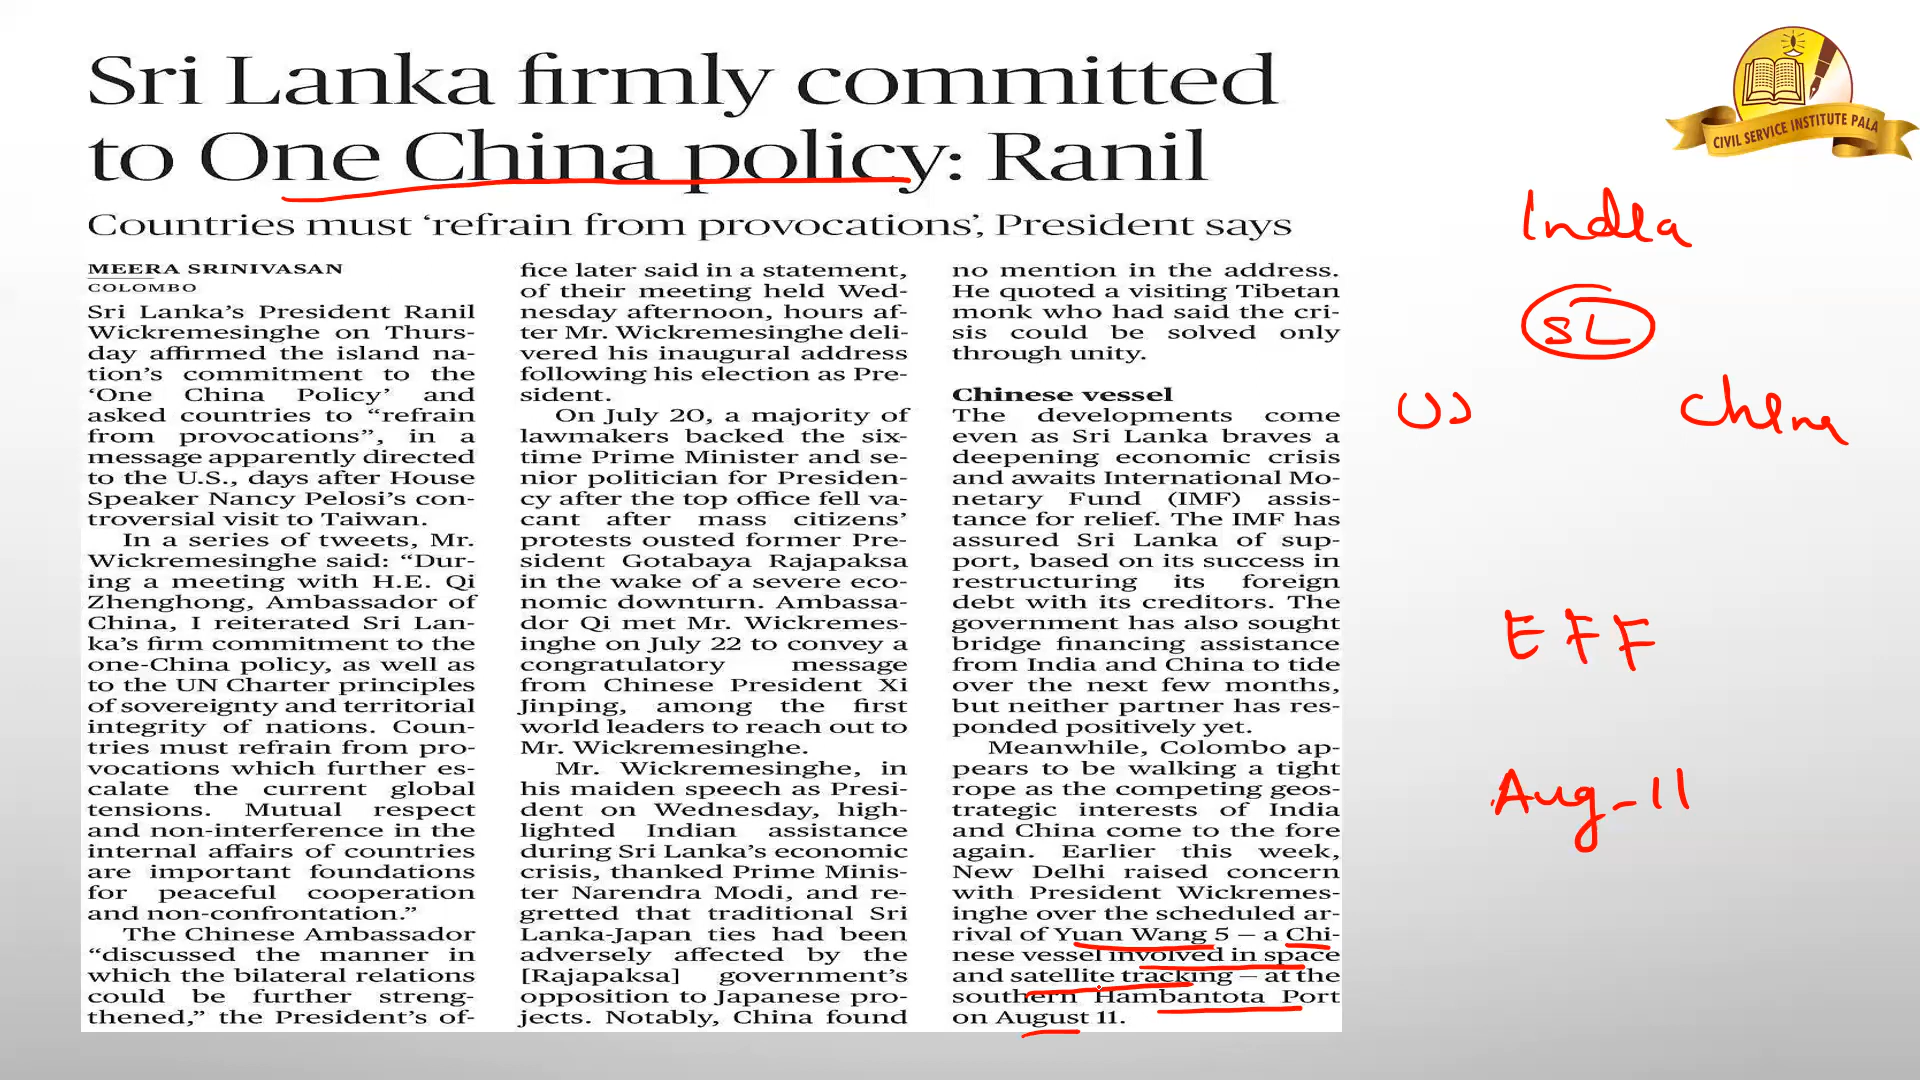 Sri Lanka firmly committed
to One China policy: Ranil
Countries must ‘refrain from provocations’, President says
MEERA SRINIVASAN
COLOMBO
Sri Lanka’s President Ranil
Wickremesinghe on Thurs-
day affirmed the island na-
tion’s commitment to the
‘One China Policy’ and
asked countries to “refrain
from provocations”, in a
message apparently directed
to the U.S., days after House
Speaker Nancy Pelosi’s con-
troversial visit to Taiwan.
In a series of tweets, Mr.
Wickremesinghe said: “Dur-
ing a meeting with H.E. Qi
Zhenghong, Ambassador of
China, I reiterated Sri Lan-
ka’s firm commitment to the
one-China policy, as well as
to the UN Charter principles
of sovereignty and territorial
integrity of nations. Coun-
tries must refrain from pro-
vocations which further es-
calate the current global
tensions. Mutual respect
and non-interference in the
internal affairs of countries
are important foundations
for peaceful cooperation
and non-confrontation.”
The Chinese Ambassador
“discussed the manner in
which the bilateral relations
could be further streng-
thened,” the President’s of-
fice later said in a statement,
of their meeting held Wed-
nesday afternoon, hours af-
ter Mr. Wickremesinghe deli-
vered his inaugural address
following his election as Pre-
sident.
On July 20, a majority of
lawmakers backed the six-
time Prime Minister and se-
nior politician for Presiden-
cy after the top office fell va-
cant after mass citizens’
protests ousted former Pre-
sident Gotabaya Rajapaksa
in the wake of a severe eco-
nomic downturn. Ambassa-
dor Qi met Mr. Wickremes-
inghe on July 22 to convey a
congratulatory message
from Chinese President Xi
Jinping, among the first
world leaders to reach out to
Mr. Wickremesinghe.
Mr. Wickremesinghe, in
his maiden speech as Presi-
dent on Wednesday, high-
lighted Indian assistance
during Sri Lanka’s economic
crisis, thanked Prime Minis-
ter Narendra Modi, and re-
gretted that traditional Sri
Lanka-Japan ties had been
adversely affected by the
[Rajapaksa] government’s
opposition to Japanese pro-
jects. Notably, China found
no mention in the address.
He quoted a visiting Tibetan
monk who had said the cri-
sis could be solved only
through unity.
Chinese vessel
The developments come
even as Sri Lanka braves a
deepening economic crisis
and awaits International Mo-
netary Fund (IMF) assis-
tance for relief. The IMF has
assured Sri Lanka of sup-
port, based on its success in
restructuring its foreign
debt with its creditors. The
government has also sought
bridge financing assistance
from India and China to tide
over the next few months,
but neither partner has res-
ponded positively yet.
Meanwhile, Colombo ap-
pears to be walking a tight
rope as the competing geos-
trategic interests of India
and China come to the fore
again. Earlier this week,
New Delhi raised concern
with President Wickremes-
inghe over the scheduled ar-
rival of Yuan Wang 5 — a Chi-
nese vessel involved in space
and satellite tracking — at the
southern Hambantota Port
on August 11.
CIVIL SERVICE INSTITUTE PALA
India
SL
US China
EFF
Aug-11